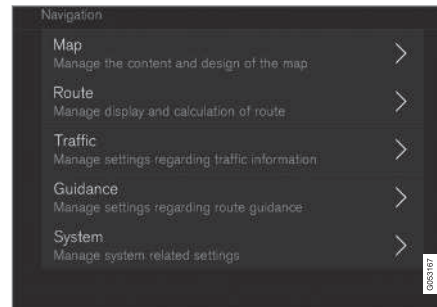 Navigation
Map
Manage the content and design of the map
Route
Manage display and calculation of route
Traffic
Manage settings regarding traffic information
Guidance
Manage settings regarding route guidance
System
Manage system related settings
G053167